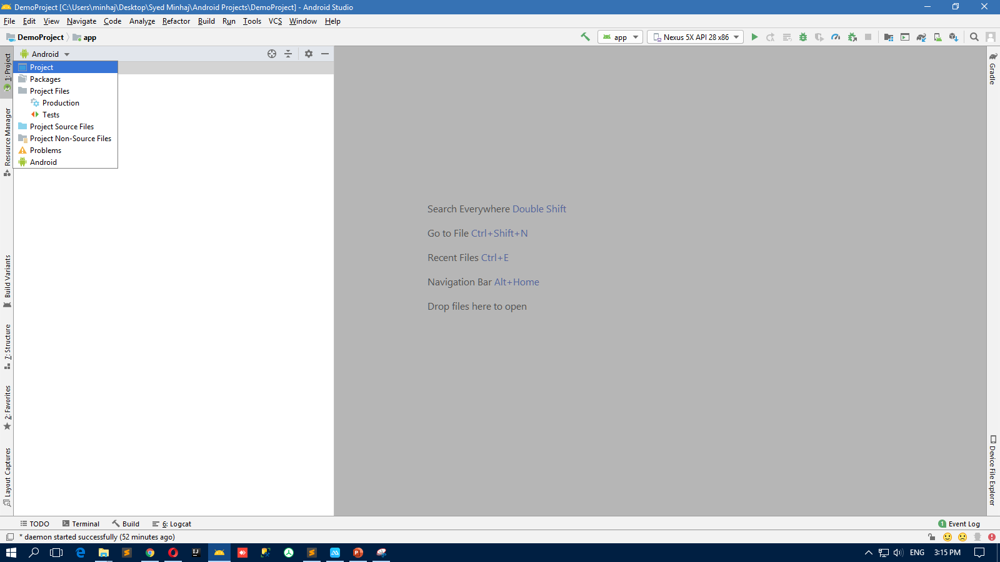 DemoProject [C:\Users\minhaj\Desktop\Syed Minhaj\Android Projects\DemoProject] - Android Studio
File Edit View Navigate Code Analyze Refactor Build Run Tools VCS Window Help
DemoProject app
app
Nexus 5X API 28 x86
Android
Project
Packages
Project Files
Production
Tests
Project Source Files
Project Non-Source Files
Problems
Android
1: Project
Resource Manager
Build Variants
7: Structure
2: Favorites
Layout Captures
Search Everywhere Double Shift
Go to File Ctrl+Shift+N
Recent Files Ctrl+E
Navigation Bar Alt+Home
Drop files here to open
Gradle
Device File Explorer
TODO Terminal Build 6: Logcat
1 Event Log
* daemon started successfully (52 minutes ago)
ENG 3:15 PM